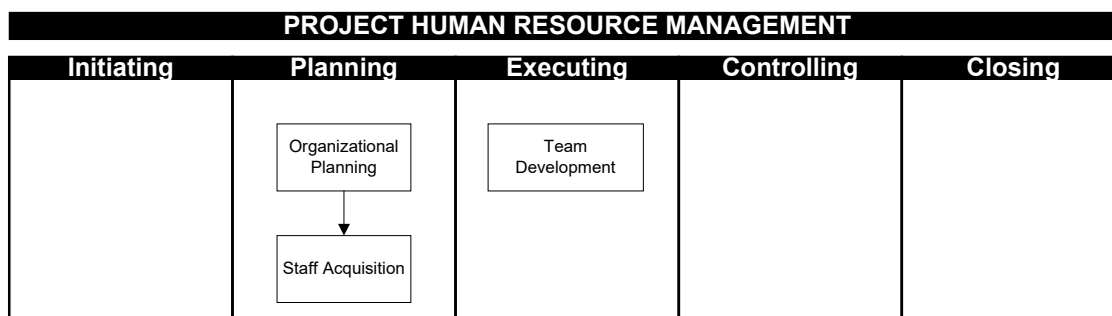 PROJECT HUMAN RESOURCE MANAGEMENT
Initiating
Planning
Executing
Controlling
Closing
Organizational
Planning
Team
Development
Staff Acquisition